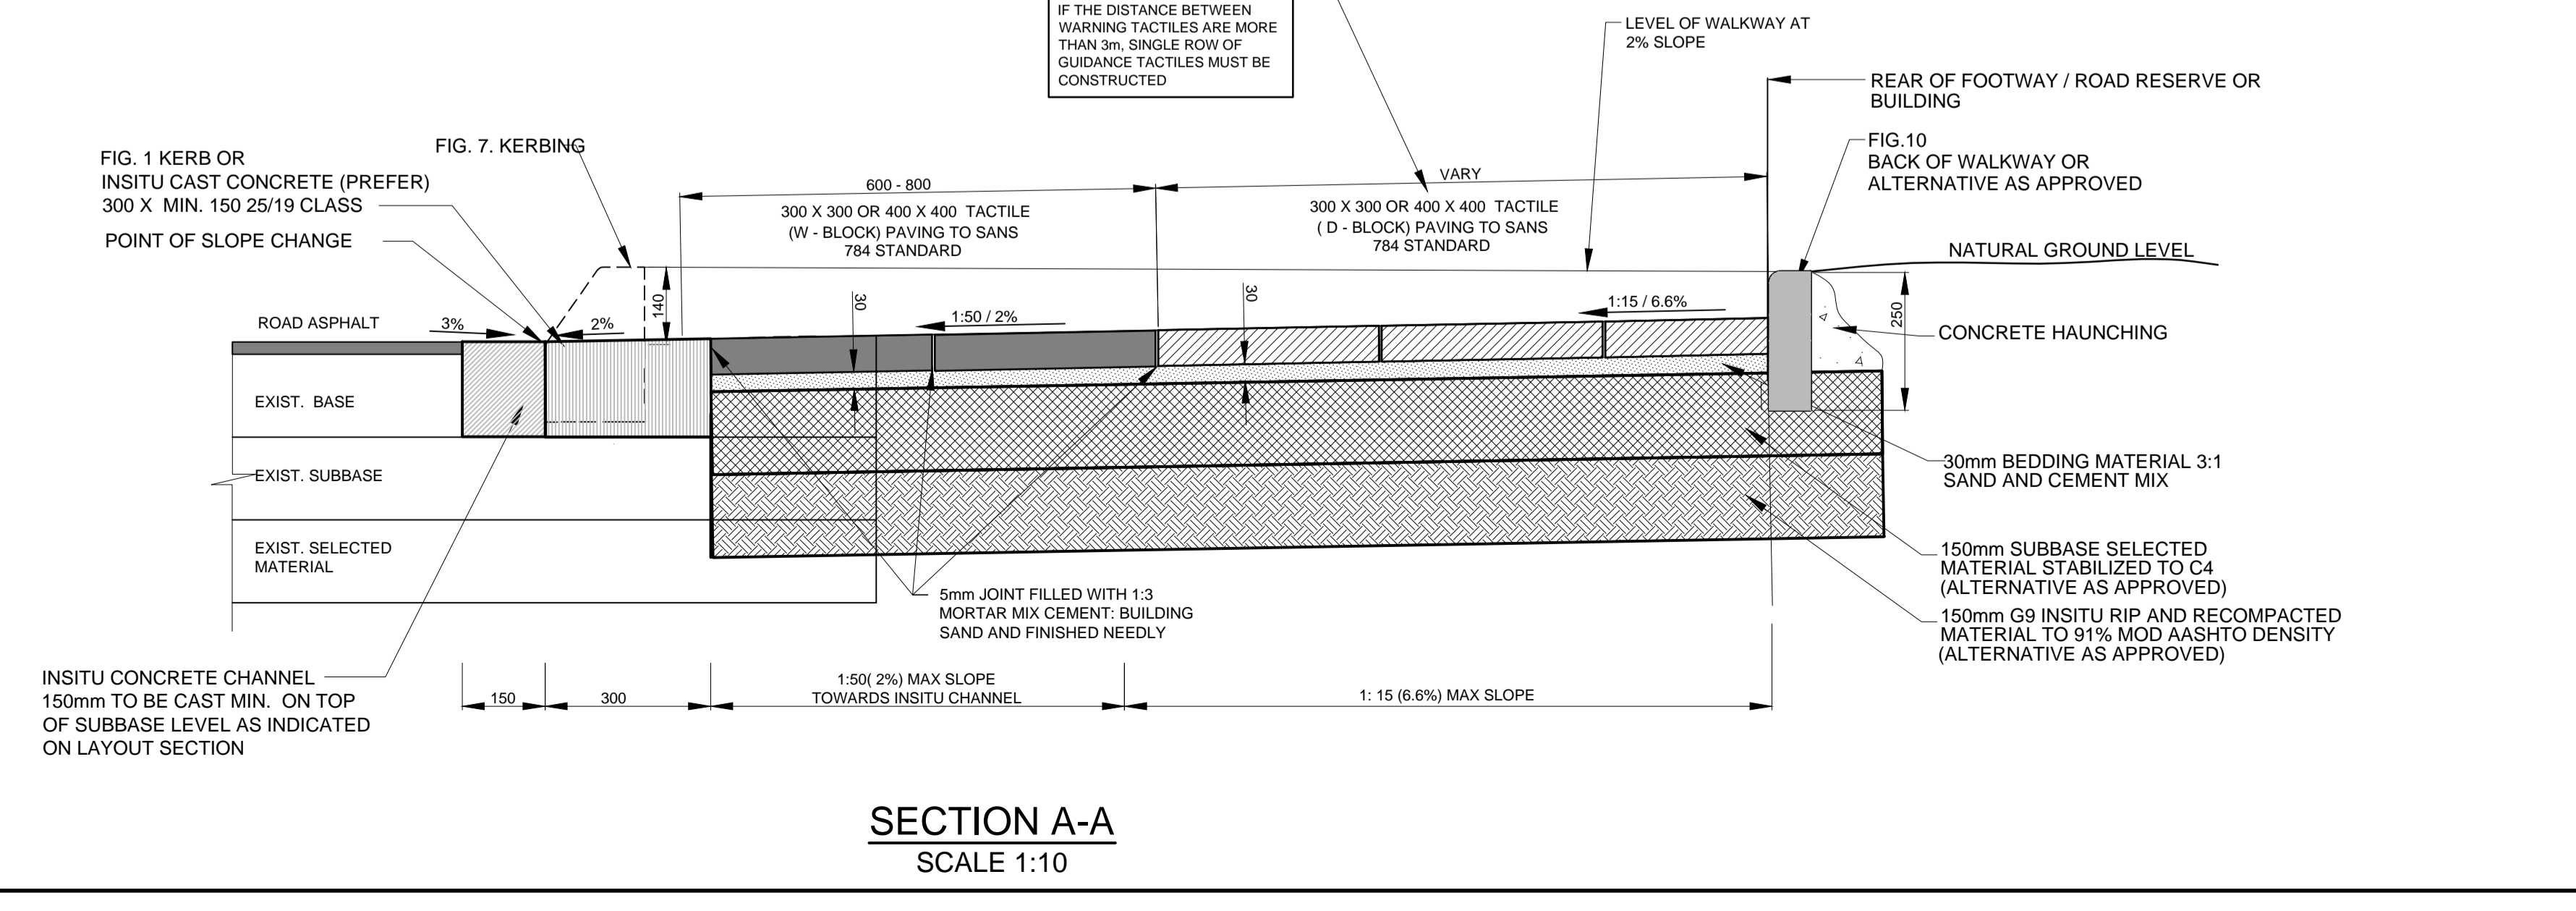 IF THE DISTANCE BETWEEN
WARNING TACTILES ARE MORE
THAN 3m, SINGLE ROW OF
GUIDANCE TACTILES MUST BE
CONSTRUCTED
LEVEL OF WALKWAY AT
2% SLOPE
REAR OF FOOTWAY / ROAD RESERVE OR
BUILDING
FIG.10
BACK OF WALKWAY OR
ALTERNATIVE AS APPROVED
FIG. 7. KERBING
FIG. 1 KERB OR
INSITU CAST CONCRETE (PREFER)
300 X MIN. 150 25/19 CLASS
POINT OF SLOPE CHANGE
600 - 800
300 X 300 OR 400 X 400 TACTILE
(W - BLOCK) PAVING TO SANS
784 STANDARD
VARY
300 X 300 OR 400 X 400 TACTILE
( D - BLOCK) PAVING TO SANS
784 STANDARD
NATURAL GROUND LEVEL
140
30
30
250
ROAD ASPHALT
3%
2%
1:50 / 2%
1:15 / 6.6%
CONCRETE HAUNCHING
EXIST. BASE
EXIST. SUBBASE
EXIST. SELECTED
MATERIAL
30mm BEDDING MATERIAL 3:1
SAND AND CEMENT MIX
150mm SUBBASE SELECTED
MATERIAL STABILIZED TO C4
(ALTERNATIVE AS APPROVED)
150mm G9 INSITU RIP AND RECOMPACTED
MATERIAL TO 91% MOD AASHTO DENSITY
(ALTERNATIVE AS APPROVED)
5mm JOINT FILLED WITH 1:3
MORTAR MIX CEMENT: BUILDING
SAND AND FINISHED NEEDLY
INSITU CONCRETE CHANNEL
150mm TO BE CAST MIN. ON TOP
OF SUBBASE LEVEL AS INDICATED
ON LAYOUT SECTION
150
300
1:50( 2%) MAX SLOPE
TOWARDS INSITU CHANNEL
1: 15 (6.6%) MAX SLOPE
SECTION A-A
SCALE 1:10